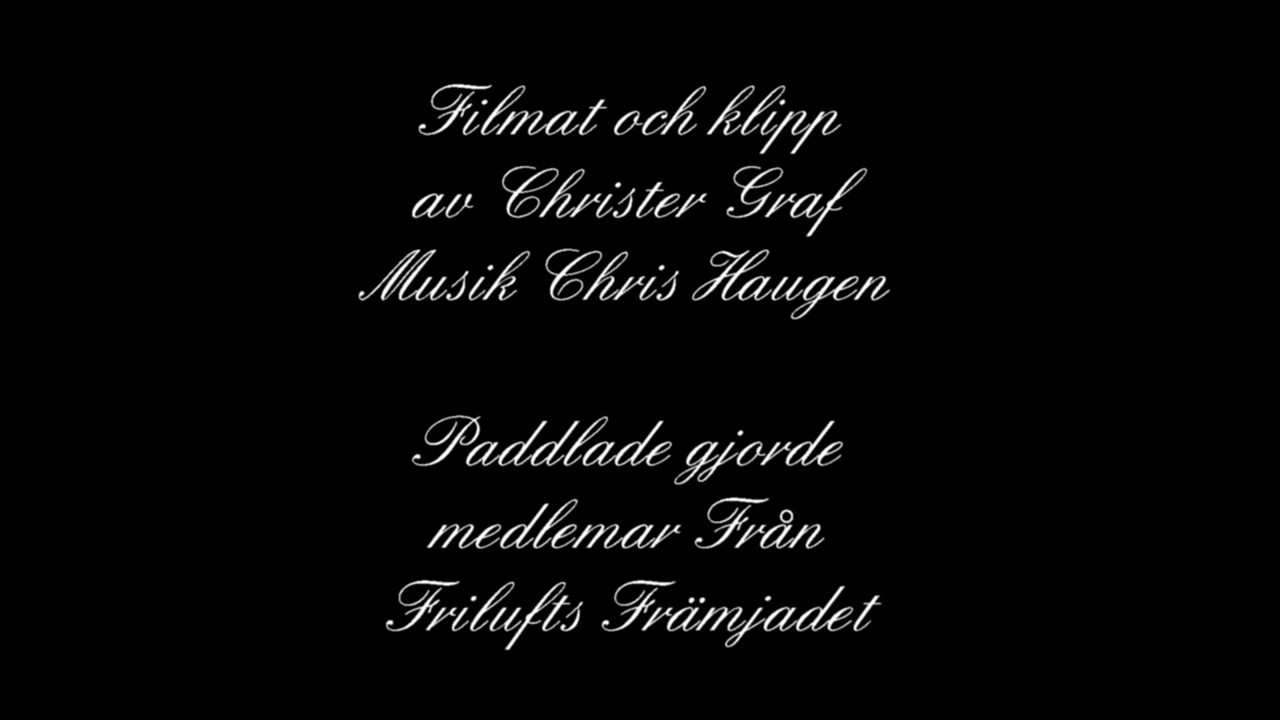 Filmat och klipp
av Christer Graf
Musik Chris Haugen
Paddlade gjorde
medlemar Från
Frilufts Främjadet